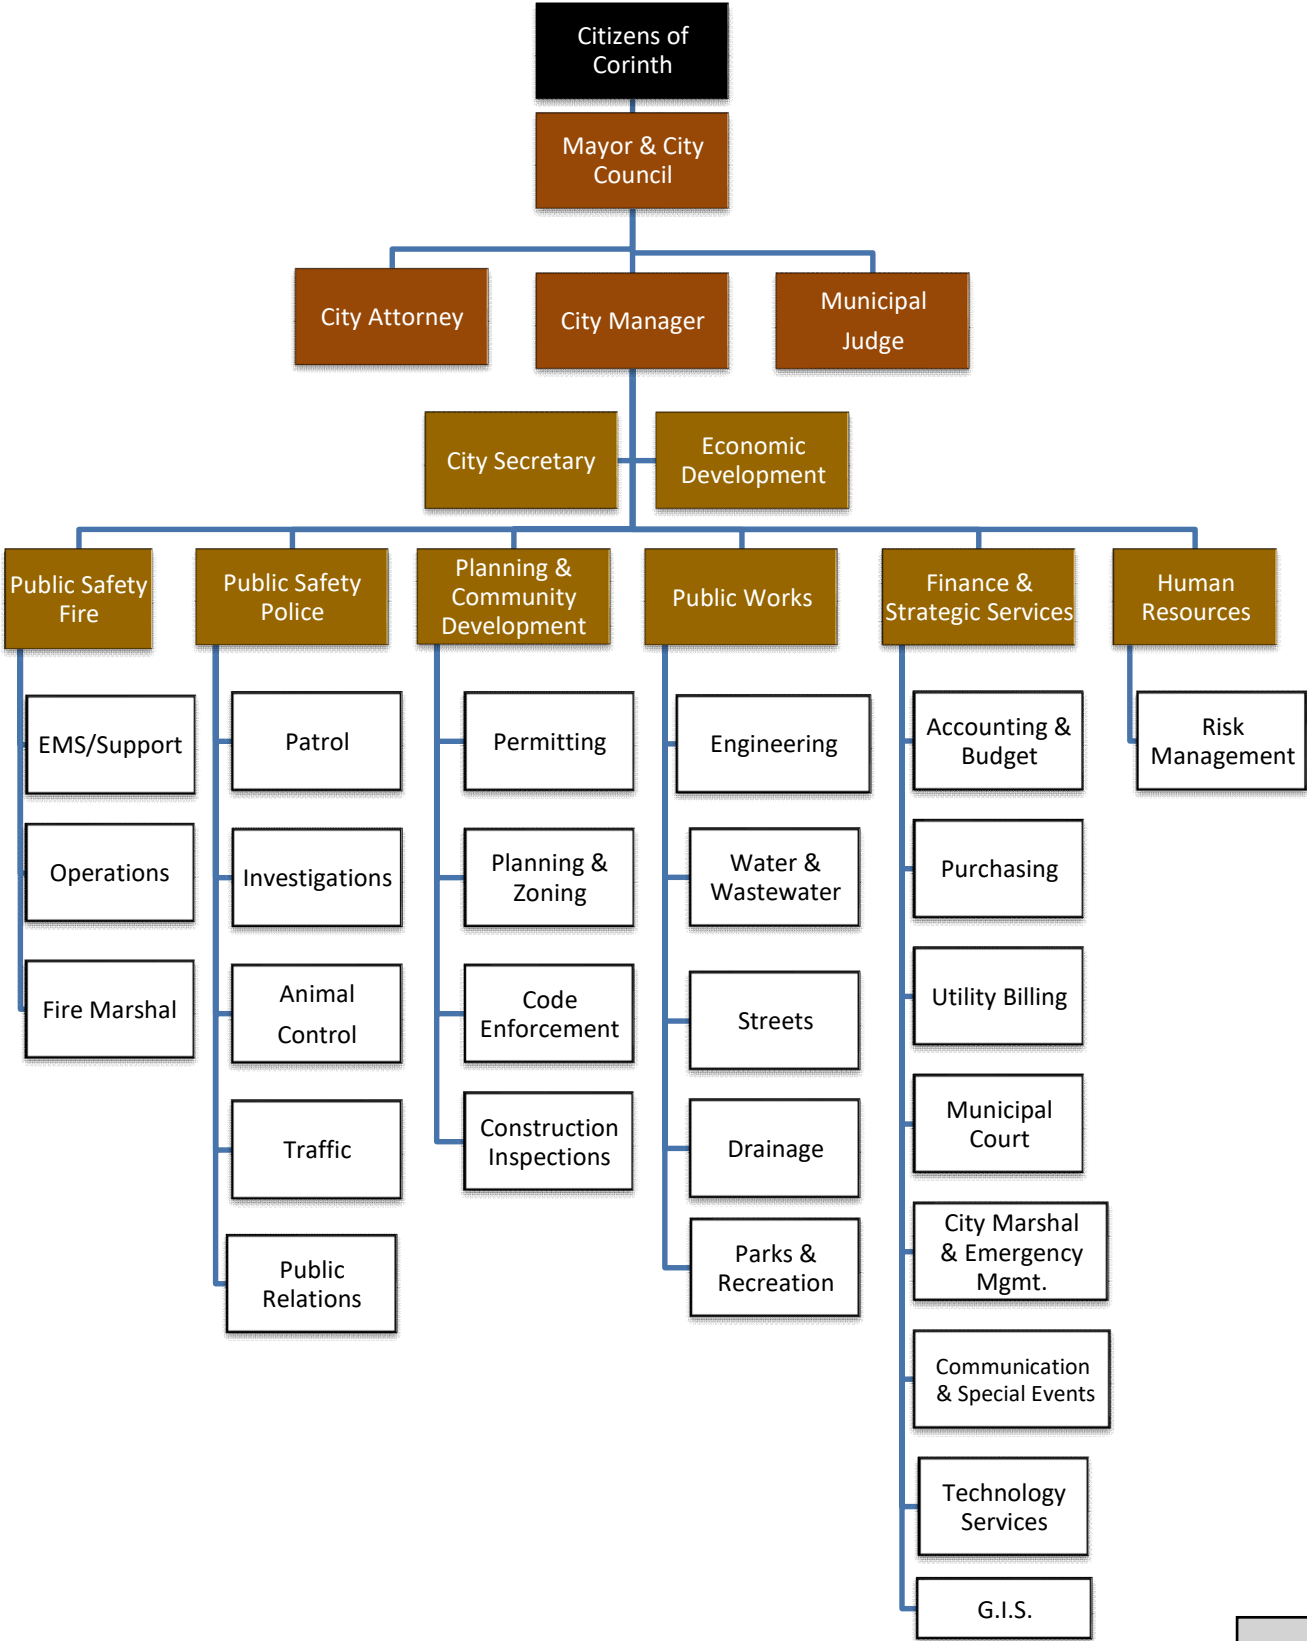 Citizens of
Corinth
Mayor & City
Council
City Attorney
City Manager
Municipal
Judge
City Secretary
Economic
Development
Public Safety
Fire
Public Safety
Police
Planning &
Community
Development
Public Works
Finance &
Strategic Services
Human
Resources
EMS/Support
Operations
Fire Marshal
Patrol
Investigations
Animal
Control
Traffic
Public
Relations
Permitting
Planning &
Zoning
Code
Enforcement
Construction
Inspections
Engineering
Water &
Wastewater
Streets
Drainage
Parks &
Recreation
Accounting &
Budget
Purchasing
Utility Billing
Municipal
Court
City Marshal
& Emergency
Mgmt.
Communication
& Special Events
Technology
Services
G.I.S.
Risk
Management